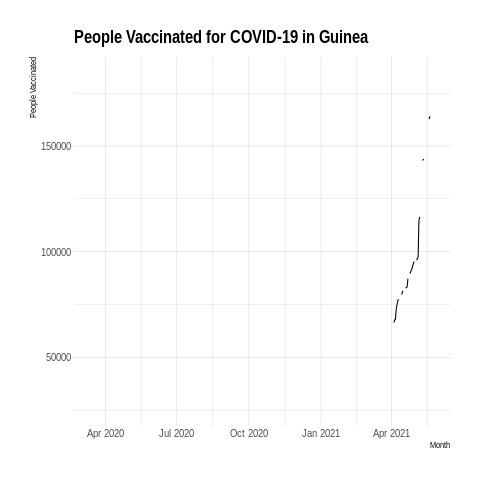 People Vaccinated for COVID-19 in Guinea
People Vaccinated
150000
100000
50000
Apr 2020 Jul 2020 Oct 2020 Jan 2021 Apr 2021
Month